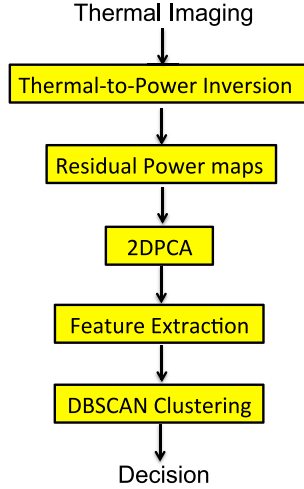 Thermal Imaging
Thermal-to-Power Inversion
Residual Power maps
2DPCA
Feature Extraction
DBSCAN Clustering
Decision